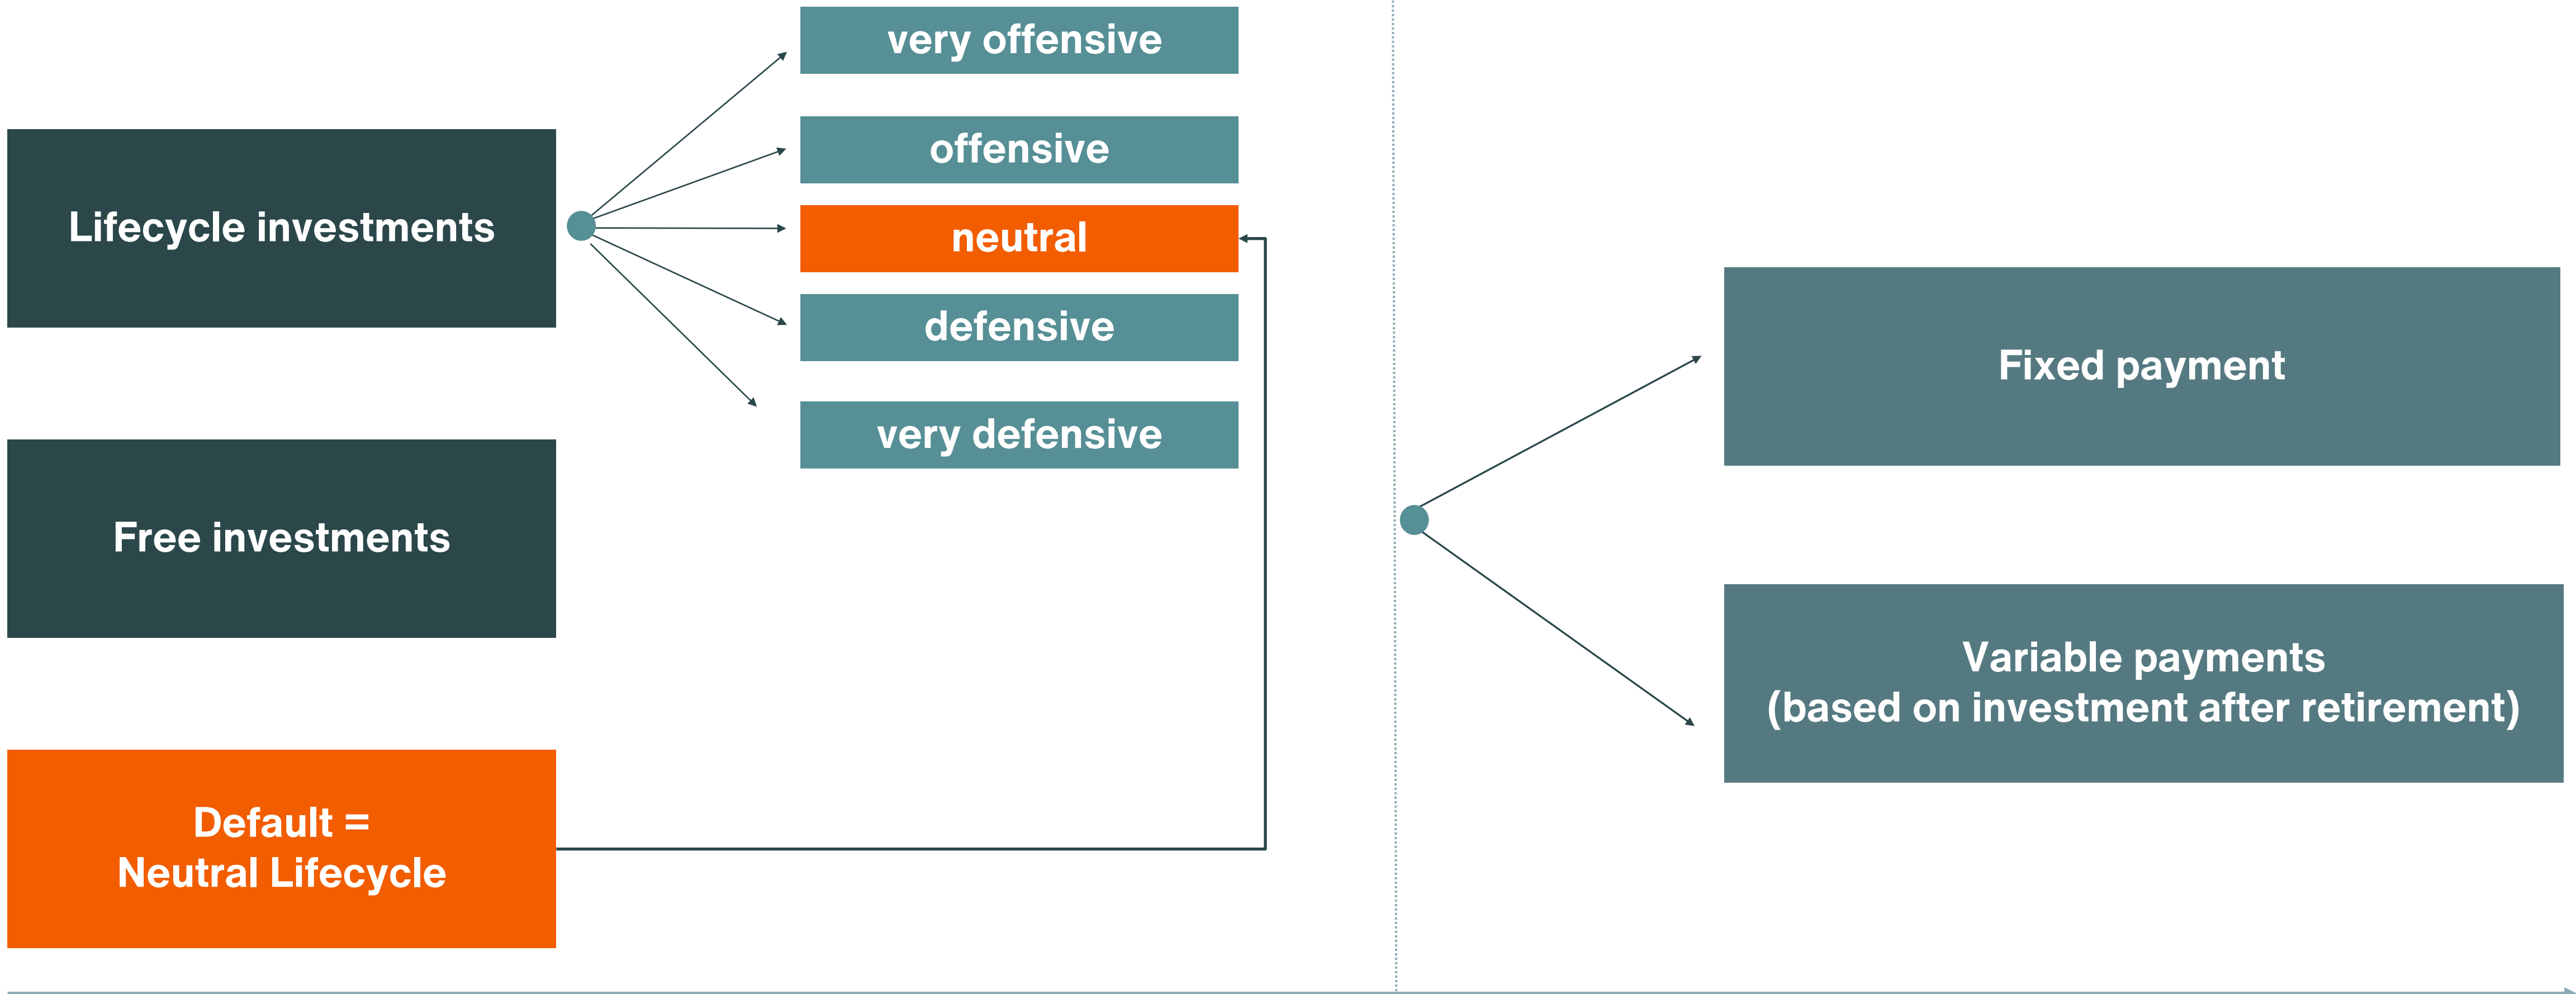 very offensive
offensive
Lifecycle investments
neutral
defensive
very defensive
Free investments
Default =
Neutral Lifecycle
Fixed payment
Variable payments
(based on investment after retirement)